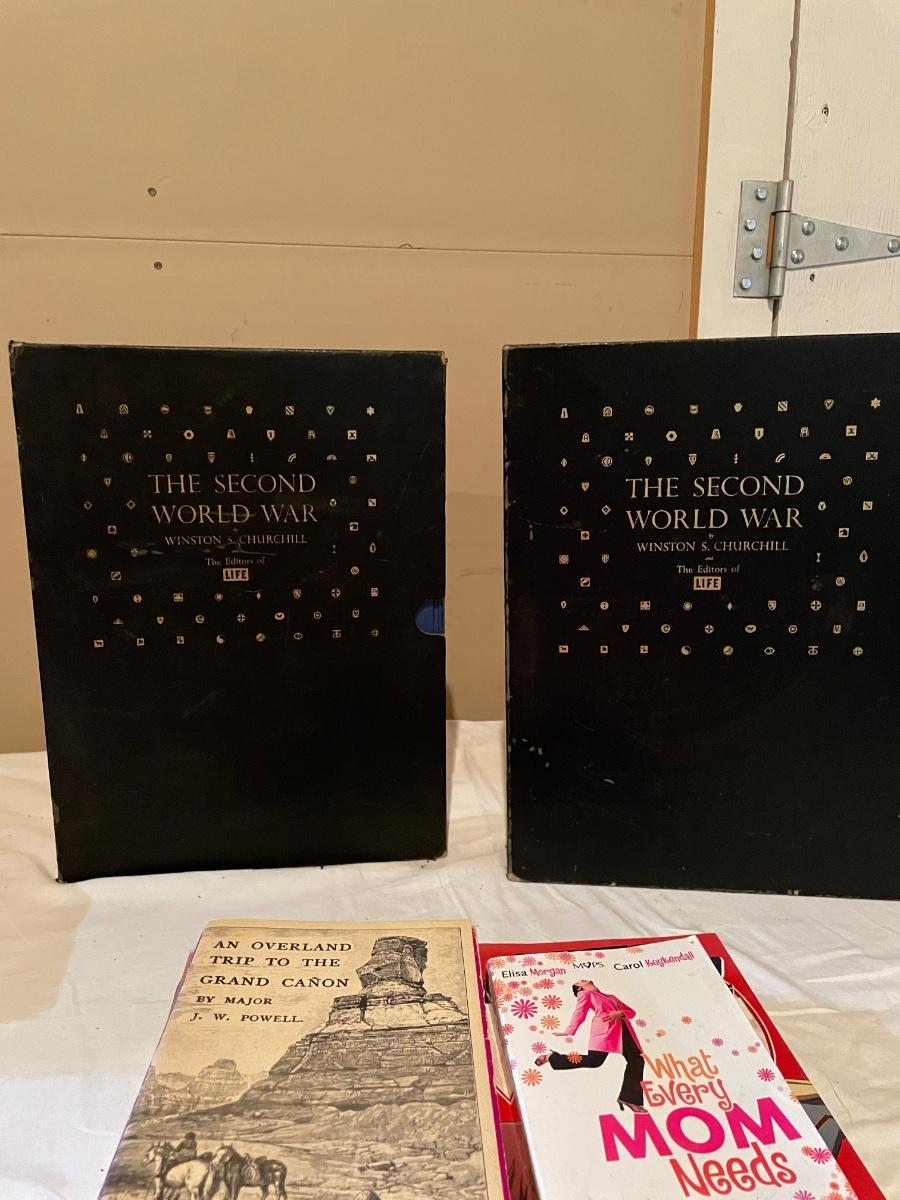 THE SECOND
WORLD WAR
WINSTON S. CHURCHILL
The Editors of
LIFE
THE SECOND
WORLD WAR
by
WINSTON S. CHURCHILL
and
The Editors of
LIFE
AN OVERLAND
TRIP TO THE
GRAND CAÑON
BY MAJOR
J. W. POWELL.
Elisa Morgan MOPS Carol Kuykendall
What
Every
MOM
Needs